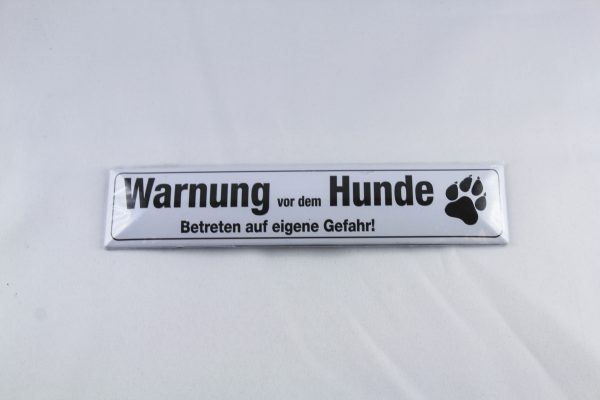 Warnung vor dem Hunde
Betreten auf eigene Gefahr!